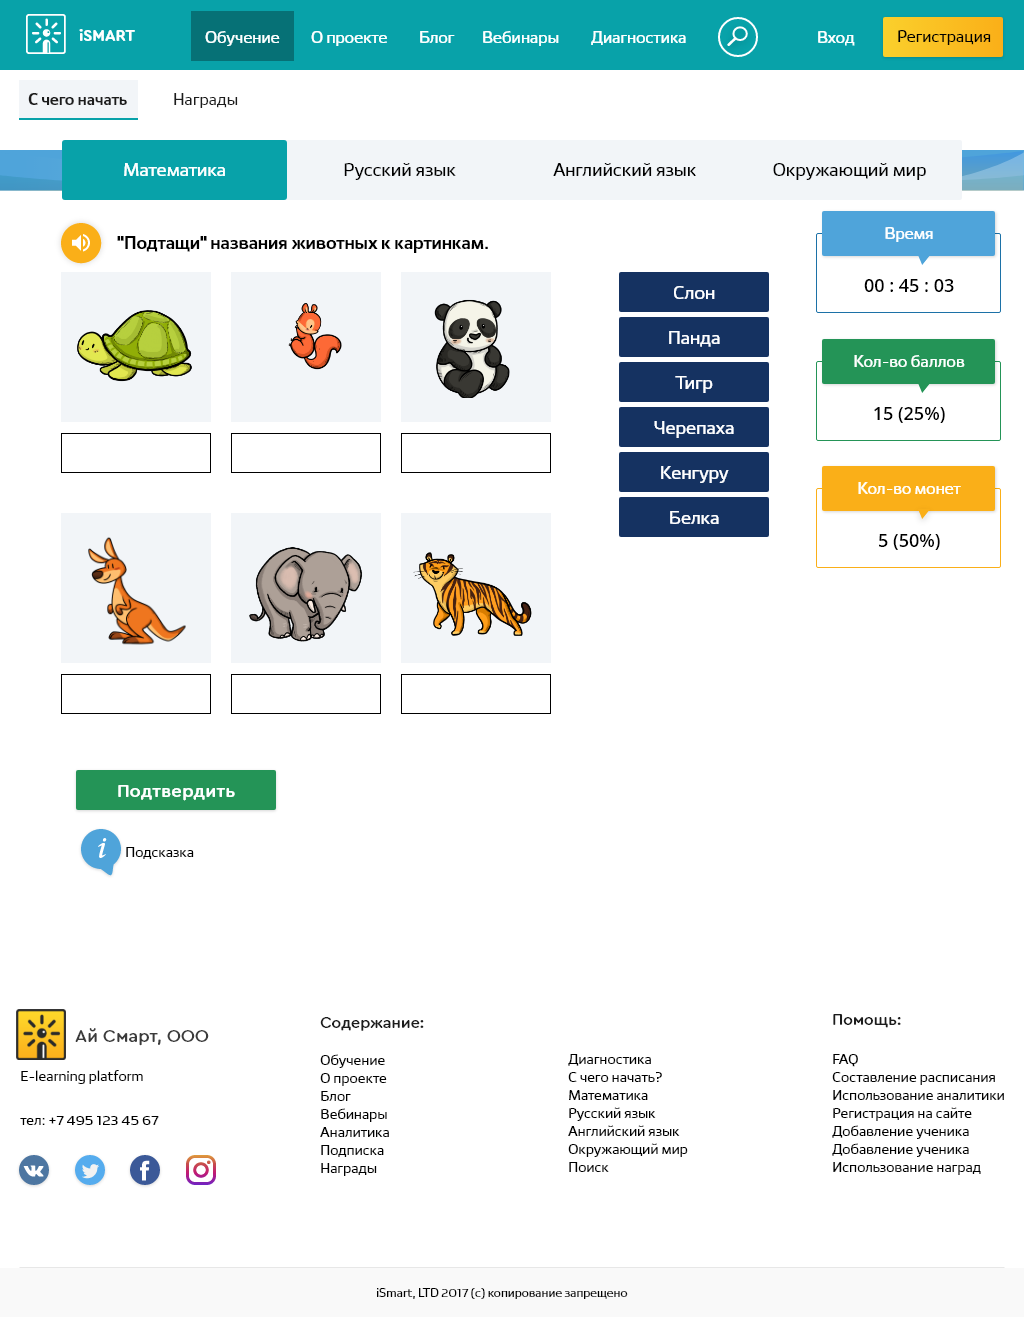 iSMART
Обучение
О проекте
Блог
Вебинары
Диагностика
Вход
Регистрация
С чего начать
Награды
Математика
Русский язык
Английский язык
Окружающий мир
"Подтащи" названия животных к картинкам.
Слон
Панда
Тигр
Черепаха
Кенгуру
Белка
Время
00 : 45 : 03
Кол-во баллов
15 (25%)
Кол-во монет
5 (50%)
Подтвердить
i
Подсказка
Ай Смарт, ООО
E-learning platform
тел: +7 495 123 45 67
Содержание:
Обучение
О проекте
Блог
Вебинары
Аналитика
Подписка
Награды
Диагностика
С чего начать?
Математика
Русский язык
Английский язык
Окружающий мир
Поиск
Помощь:
FAQ
Составление расписания
Использование аналитики
Регистрация на сайте
Добавление ученика
Добавление ученика
Использование наград
iSmart, LTD 2017 (с) копирование запрещено